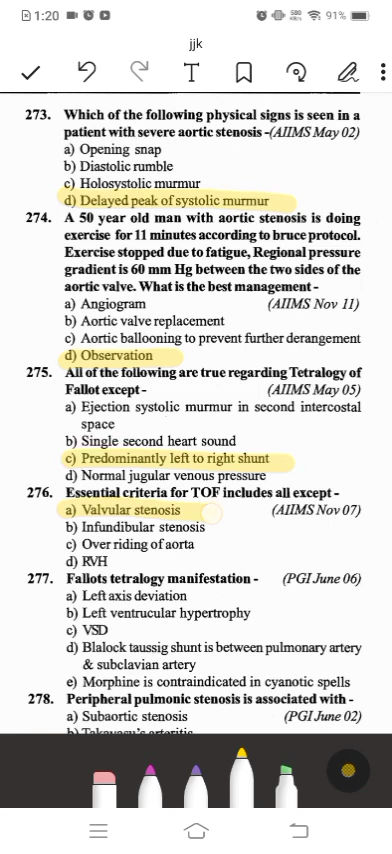 1:20
580
B/s
91%
jjk
T
273. Which of the following physical signs is seen in a
patient with severe aortic stenosis -(AIIMS May 02)
a) Opening snap
b) Diastolic rumble
c) Holosystolic murmur
d) Delayed peak of systolic murmur
274. A 50 year old man with aortic stenosis is doing
exercise for 11 minutes according to bruce protocol.
Exercise stopped due to fatigue, Regional pressure
gradient is 60 mm Hg between the two sides of the
aortic valve. What is the best management -
a) Angiogram (AIIMS Nov 11)
b) Aortic valve replacement
c) Aortic ballooning to prevent further derangement
d) Observation
275. All of the following are true regarding Tetralogy of
Fallot except - (AIIMS May 05)
a) Ejection systolic murmur in second intercostal
space
b) Single second heart sound
c) Predominantly left to right shunt
d) Normal jugular venous pressure
276. Essential criteria for TOF includes all except -
a) Valvular stenosis (AIIMS Nov 07)
b) Infundibular stenosis
c) Over riding of aorta
d) RVH
277. Fallots tetralogy manifestation - (PGI June 06)
a) Left axis deviation
b) Left ventrucular hypertrophy
c) VSD
d) Blalock taussig shunt is between pulmonary artery
& subclavian artery
e) Morphine is contraindicated in cyanotic spells
278. Peripheral pulmonic stenosis is associated with -
a) Subaortic stenosis (PGI June 02)
b) Takayasu's arteritis